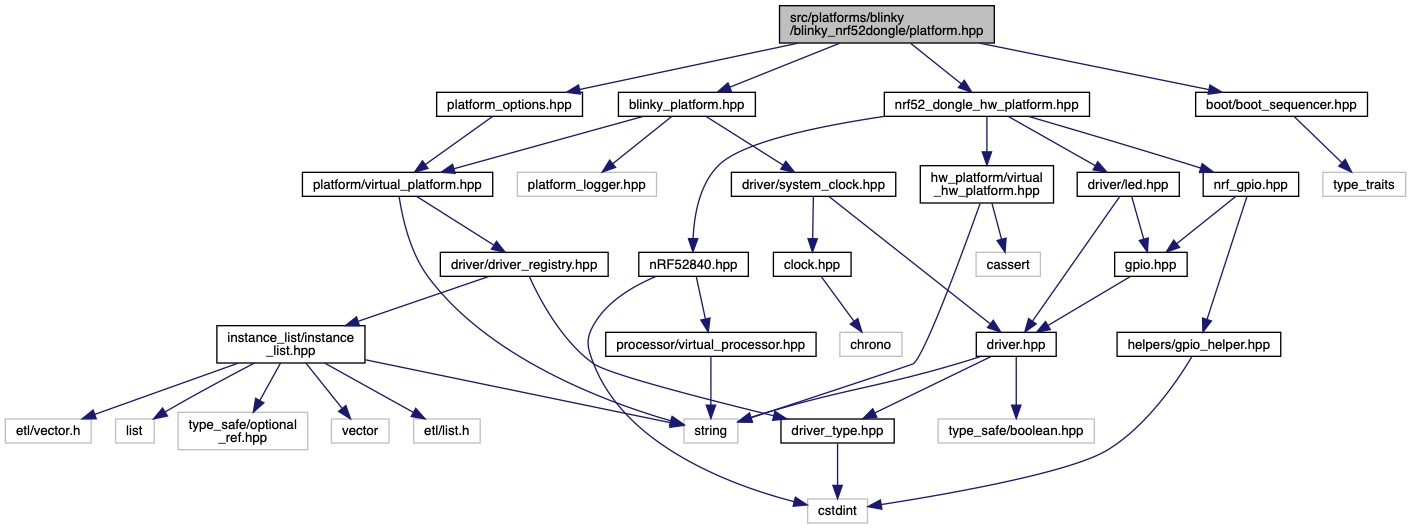 src/platforms/blinky
/blinky_nrf52dongle/platform.hpp
platform_options.hpp
blinky_platform.hpp
nrf52_dongle_hw_platform.hpp
boot/boot_sequencer.hpp
platform/virtual_platform.hpp
platform_logger.hpp
driver/system_clock.hpp
hw_platform/virtual
_hw_platform.hpp
driver/led.hpp
nrf_gpio.hpp
type_traits
driver/driver_registry.hpp
nRF52840.hpp
clock.hpp
cassert
gpio.hpp
instance_list/instance
_list.hpp
processor/virtual_processor.hpp
chrono
driver.hpp
helpers/gpio_helper.hpp
etl/vector.h
list
type_safe/optional
_ref.hpp
vector
etl/list.h
string
driver_type.hpp
type_safe/boolean.hpp
cstdint